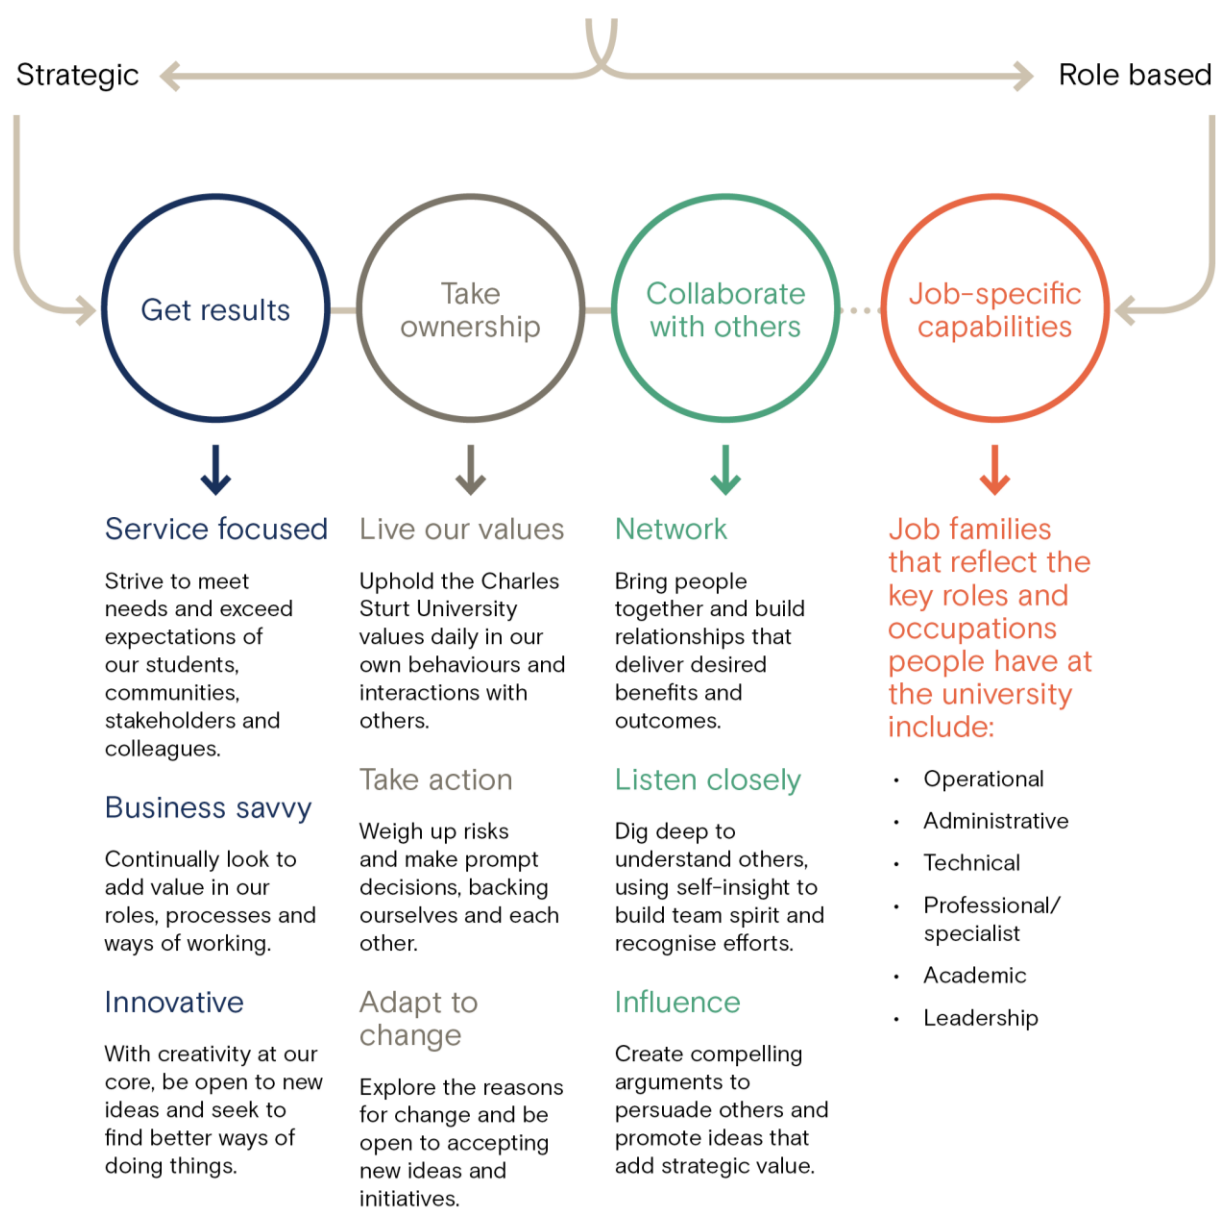 Strategic
Role based
Get results
Take
ownership
Collaborate
with others
Job-specific
capabilities
Service focused
Strive to meet
needs and exceed
expectations of
our students,
communities,
stakeholders and
colleagues.
Business savvy
Continually look to
add value in our
roles, processes and
ways of working.
Innovative
With creativity at our
core, be open to new
ideas and seek to
find better ways of
doing things.
Live our values
Uphold the Charles
Sturt University
values daily in our
own behaviours and
interactions with
others.
Take action
Weigh up risks
and make prompt
decisions, backing
ourselves and each
other.
Adapt to
change
Explore the reasons
for change and be
open to accepting
new ideas and
initiatives.
Network
Bring people
together and build
relationships that
deliver desired
benefits and
outcomes.
Listen closely
Dig deep to
understand others,
using self-insight to
build team spirit and
recognise efforts.
Influence
Create compelling
arguments to
persuade others and
promote ideas that
add strategic value.
Job families
that reflect the
key roles and
occupations
people have at
the university
include:
• Operational
• Administrative
• Technical
• Professional/
specialist
• Academic
• Leadership